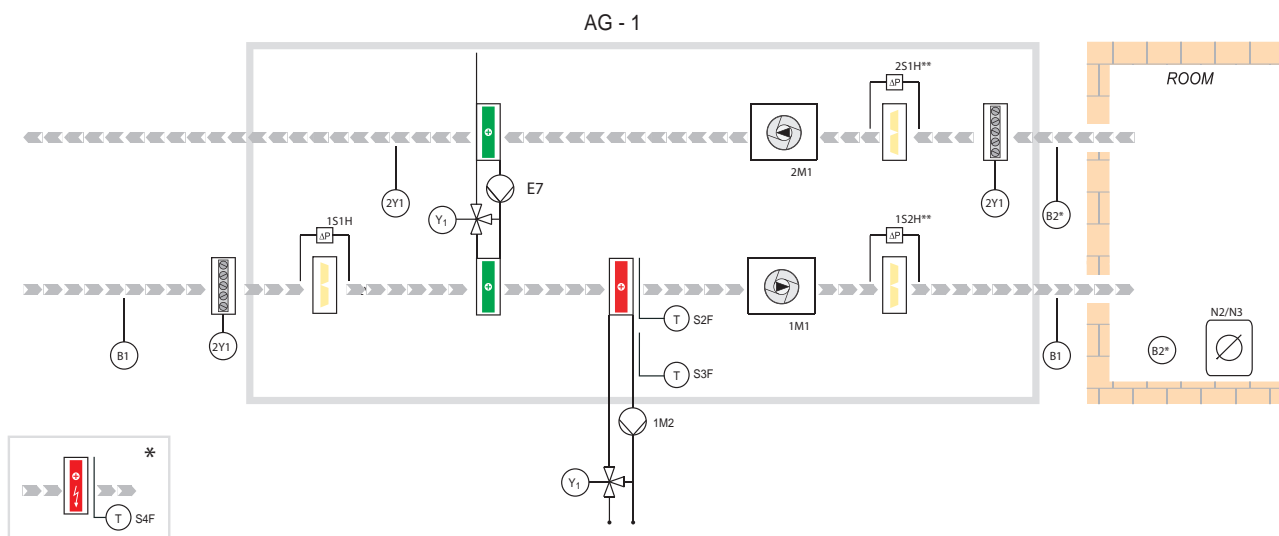 AG - 1
2S1H**
ΔP
ROOM
2M1
2Y1
E7
2Y1
B2*
Y1
1S1H
ΔP
1S2H**
ΔP
2Y1
B1
S2F
T
1M1
B1
S3F
T
N2/N3
B2*
1M2
Y1
*
T
S4F